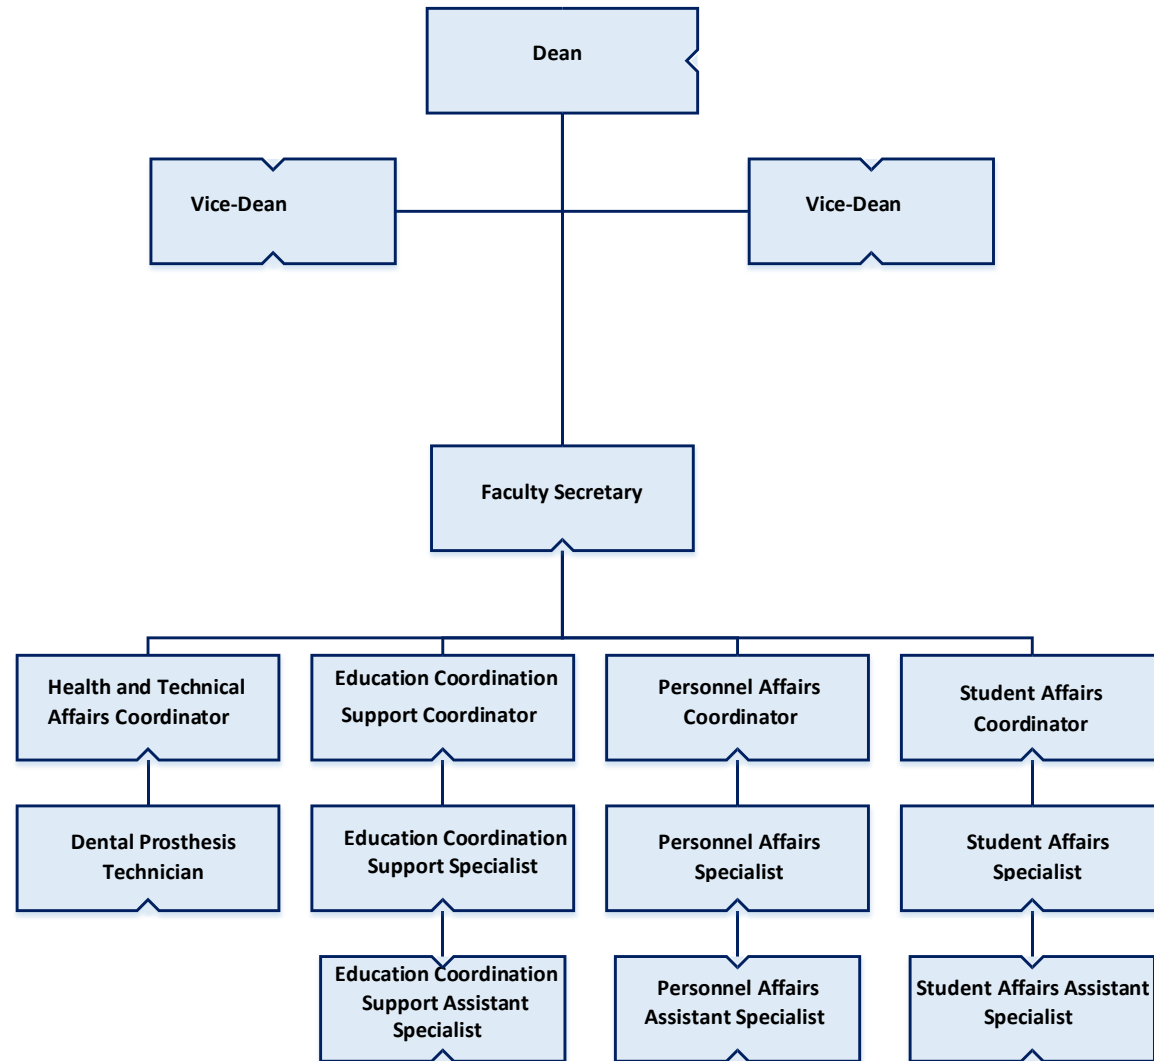 Dean
Vice-Dean
Vice-Dean
Faculty Secretary
Health and Technical
Affairs Coordinator
Education Coordination
Support Coordinator
Personnel Affairs
Coordinator
Student Affairs
Coordinator
Dental Prosthesis
Technician
Education Coordination
Support Specialist
Personnel Affairs
Specialist
Student Affairs
Specialist
Education Coordination
Support Assistant
Specialist
Personnel Affairs
Assistant Specialist
Student Affairs Assistant
Specialist